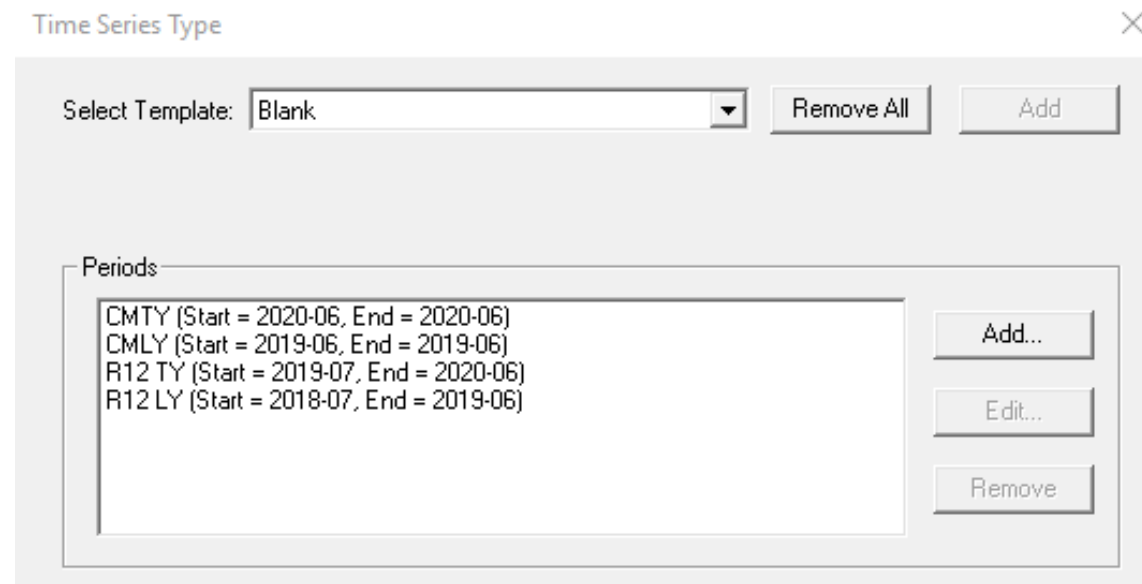 Time Series Type
Select Template: Blank Remove All Add
Periods
CMTY (Start = 2020-06, End = 2020-06)
CMLY (Start = 2019-06, End = 2019-06)
R12 TY (Start = 2019-07, End = 2020-06)
R12 LY (Start = 2018-07, End = 2019-06)
Add...
Edit...
Remove